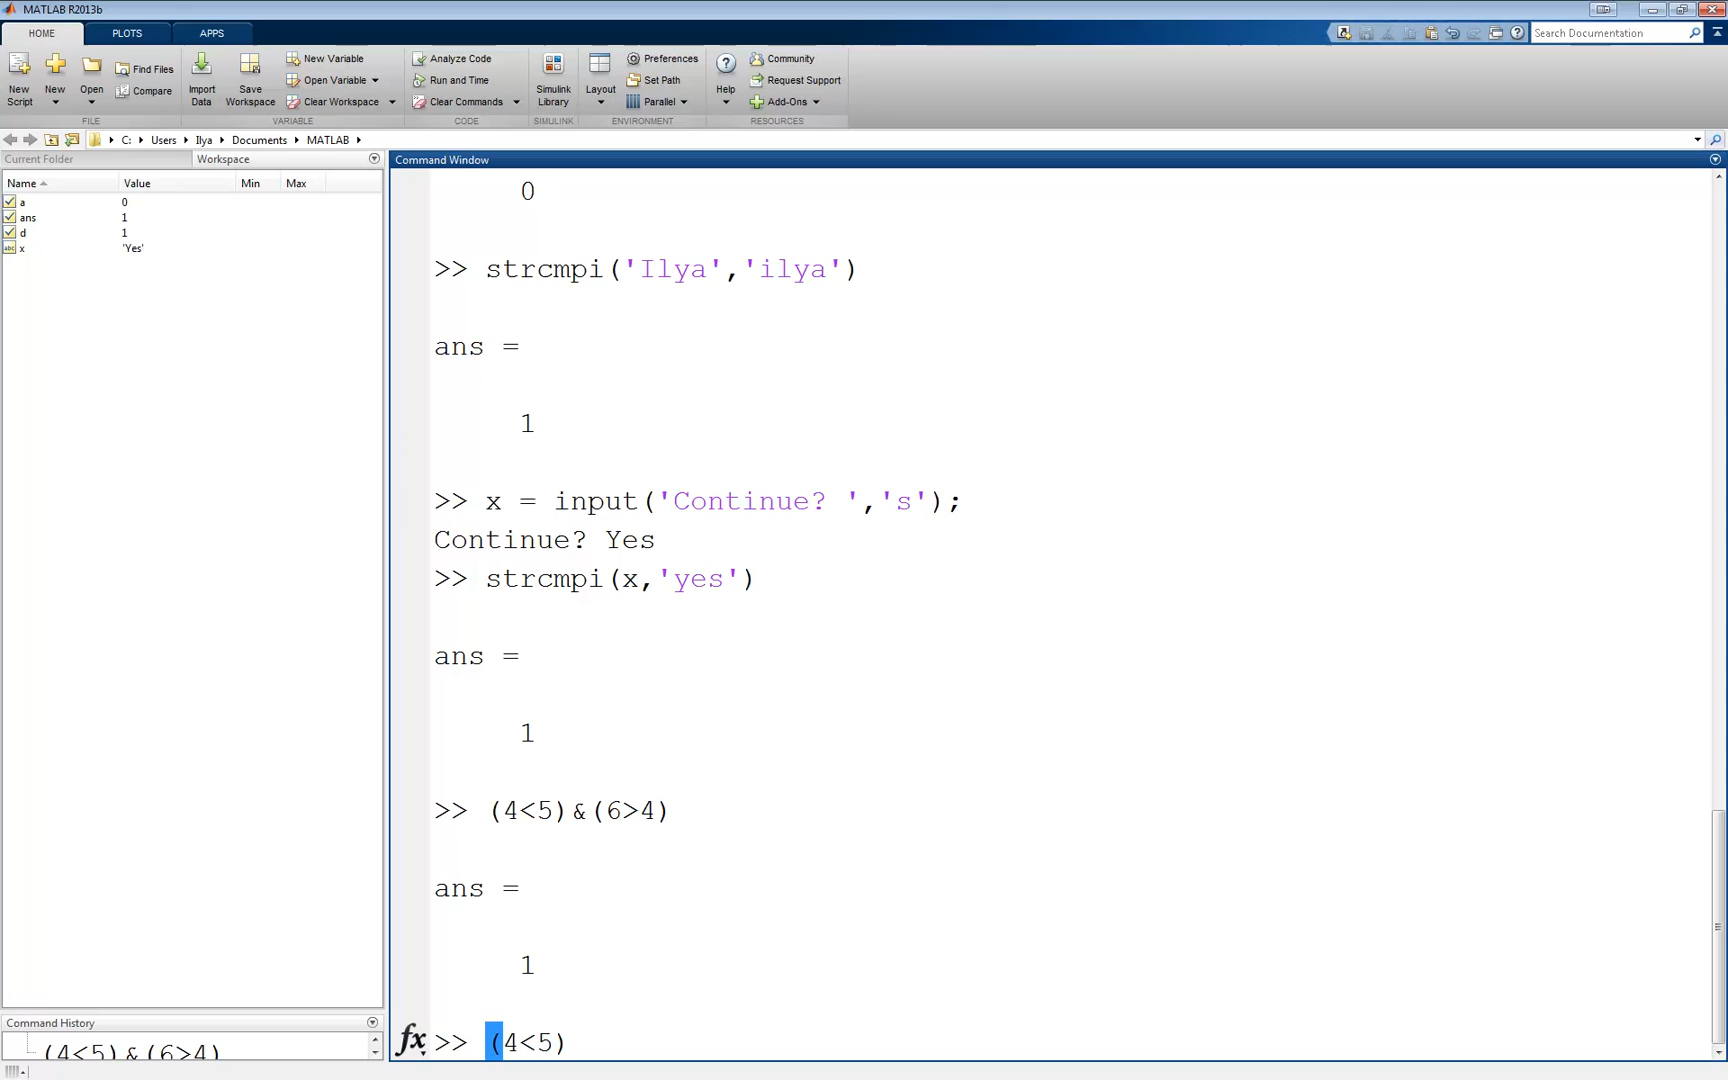 MATLAB R2013b
HOME PLOTS APPS
Search Documentation
New Script
New
Open
Find Files
Compare
FILE
Import Data
Save Workspace
New Variable
Open Variable
Clear Workspace
VARIABLE
Analyze Code
Run and Time
Clear Commands
CODE
Simulink Library
SIMULINK
Layout
Preferences
Set Path
Parallel
ENVIRONMENT
Help
Community
Request Support
Add-Ons
RESOURCES
C: Users Ilya Documents MATLAB
Current Folder Workspace
Name Value Min Max
a 0
ans 1
d 1
abc x 'Yes'
Command History
(4<5)&(6>4)
Command Window
0
>> strcmpi('Ilya','ilya')
ans =
1
>> x = input('Continue? ','s');
Continue? Yes
>> strcmpi(x,'yes')
ans =
1
>> (4<5)&(6>4)
ans =
1
fx >> (4<5)